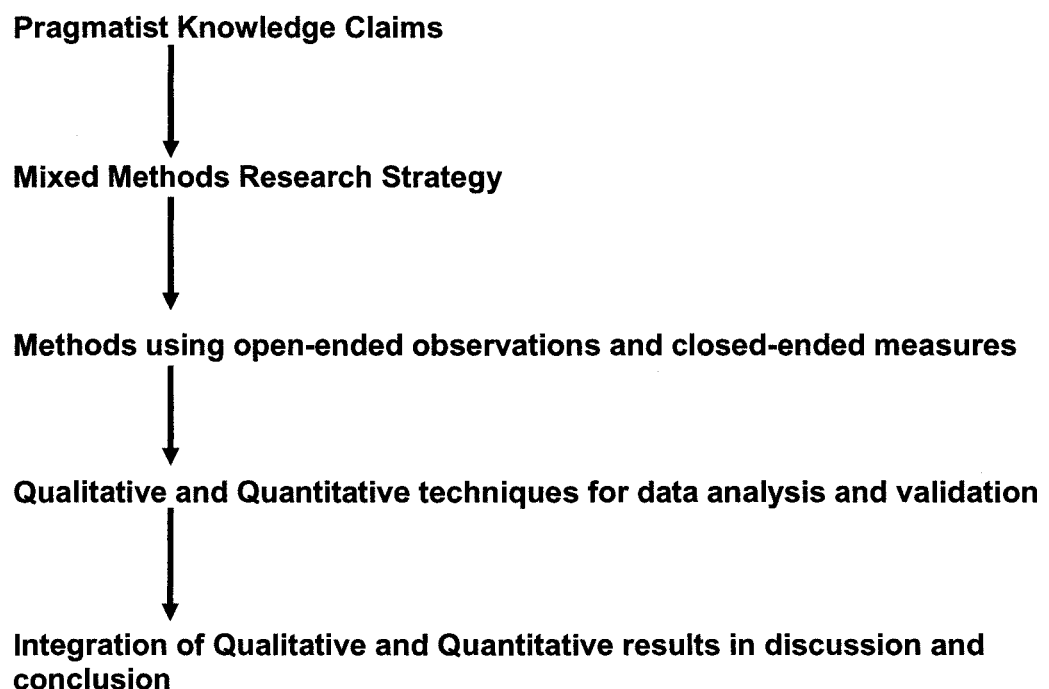 Pragmatist Knowledge Claims
Mixed Methods Research Strategy
Methods using open-ended observations and closed-ended measures
Qualitative and Quantitative techniques for data analysis and validation
Integration of Qualitative and Quantitative results in discussion and
conclusion